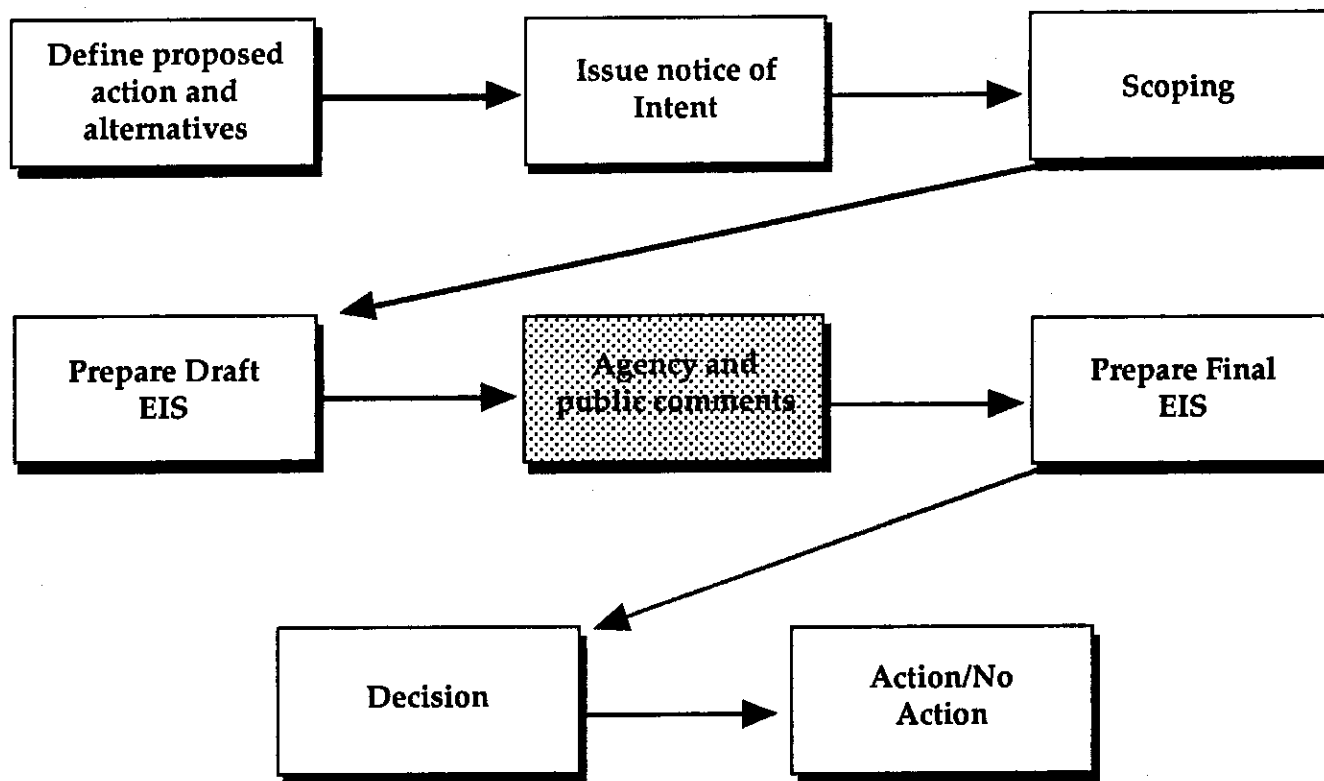 Define proposed
action and
alternatives
Issue notice of
Intent
Scoping
Prepare Draft
EIS
Agency and
public comments
Prepare Final
EIS
Decision
Action/No
Action